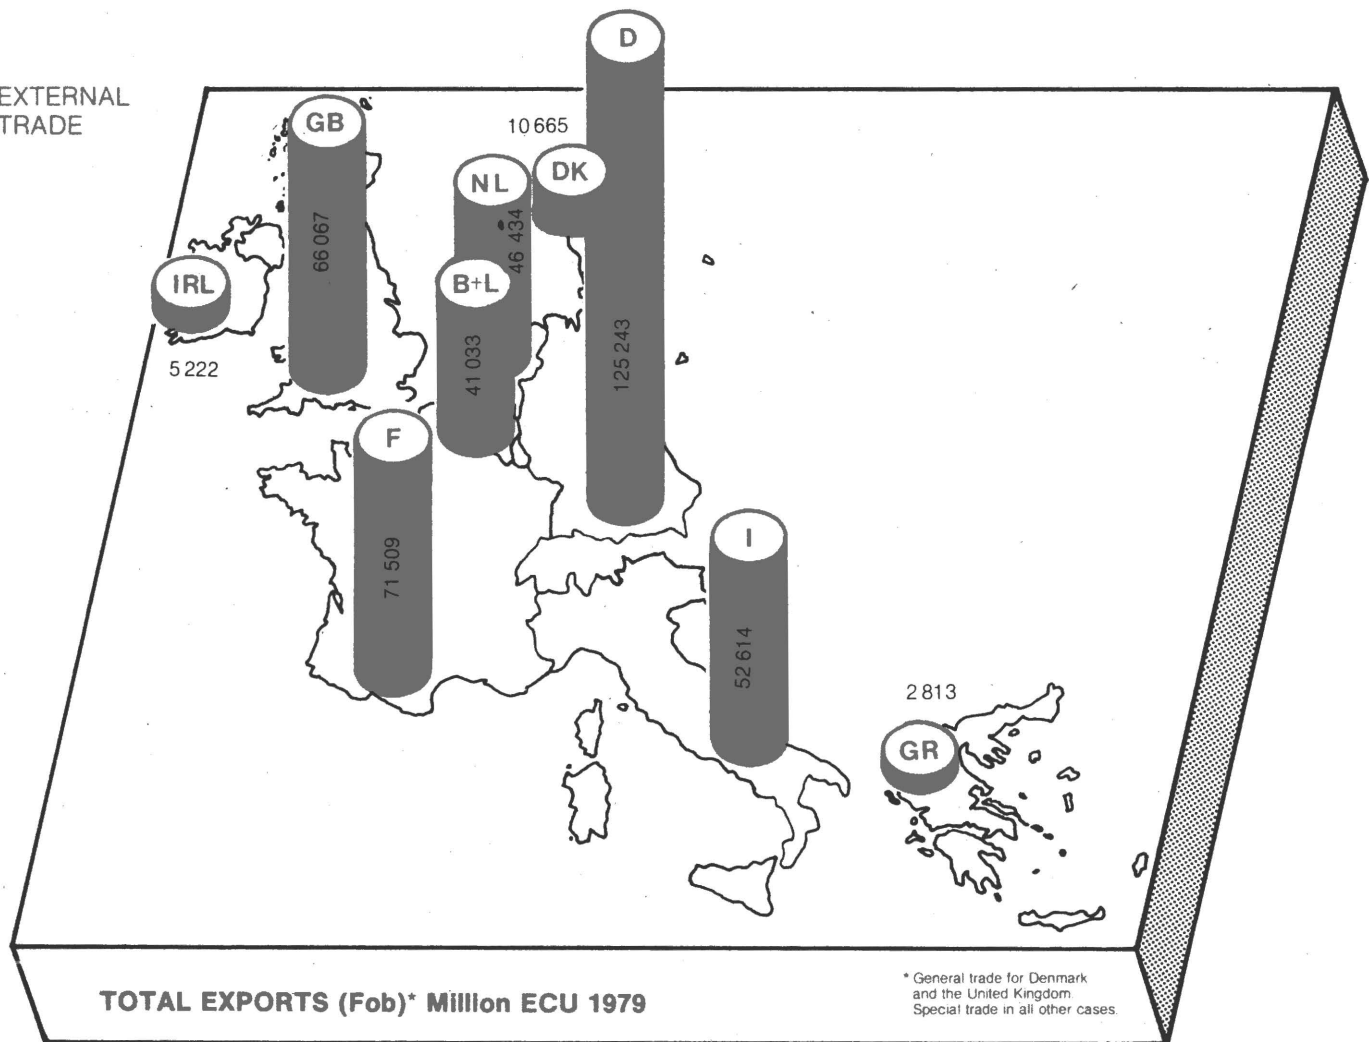 EXTERNAL
TRADE
D
GB
10 665
NL
DK
66 067
46 434
IRL
B+L
5 222
41 033
125 243
F
71 509
I
52 614
2 813
GR
TOTAL EXPORTS (Fob)* Million ECU 1979
* General trade for Denmark
and the United Kingdom.
Special trade in all other cases.